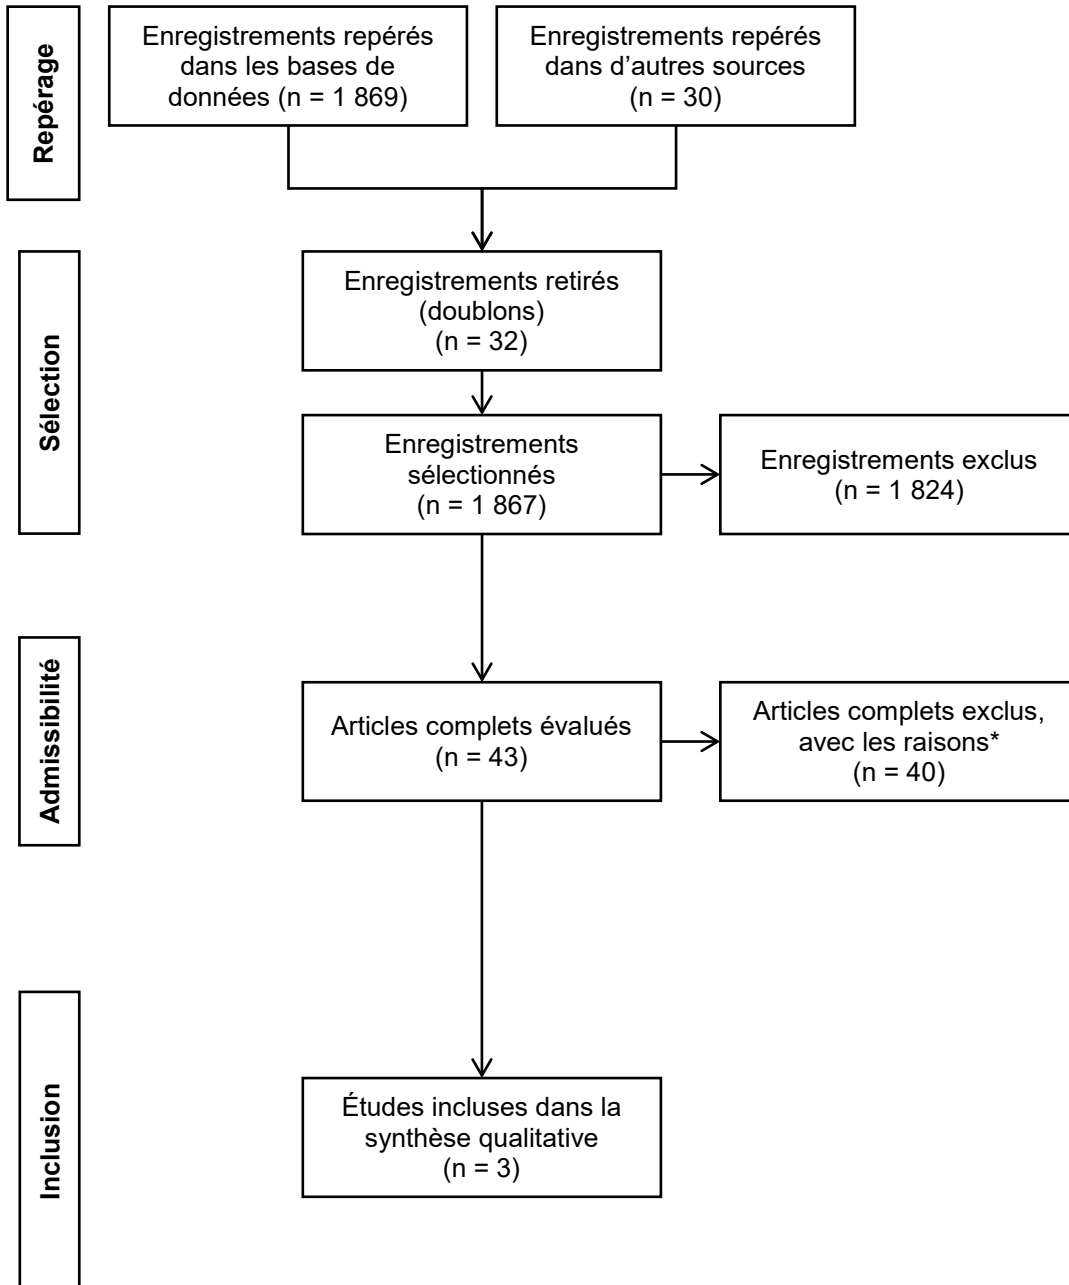 Repérage
Enregistrements repérés
dans les bases de
données (n = 1 869)
Enregistrements repérés
dans d’autres sources
(n = 30)
Sélection
Enregistrements retirés
(doublons)
(n = 32)
Enregistrements
sélectionnés
(n = 1 867)
Enregistrements exclus
(n = 1 824)
Admissibilité
Articles complets évalués
(n = 43)
Articles complets exclus,
avec les raisons*
(n = 40)
Inclusion
Études incluses dans la
synthèse qualitative
(n = 3)